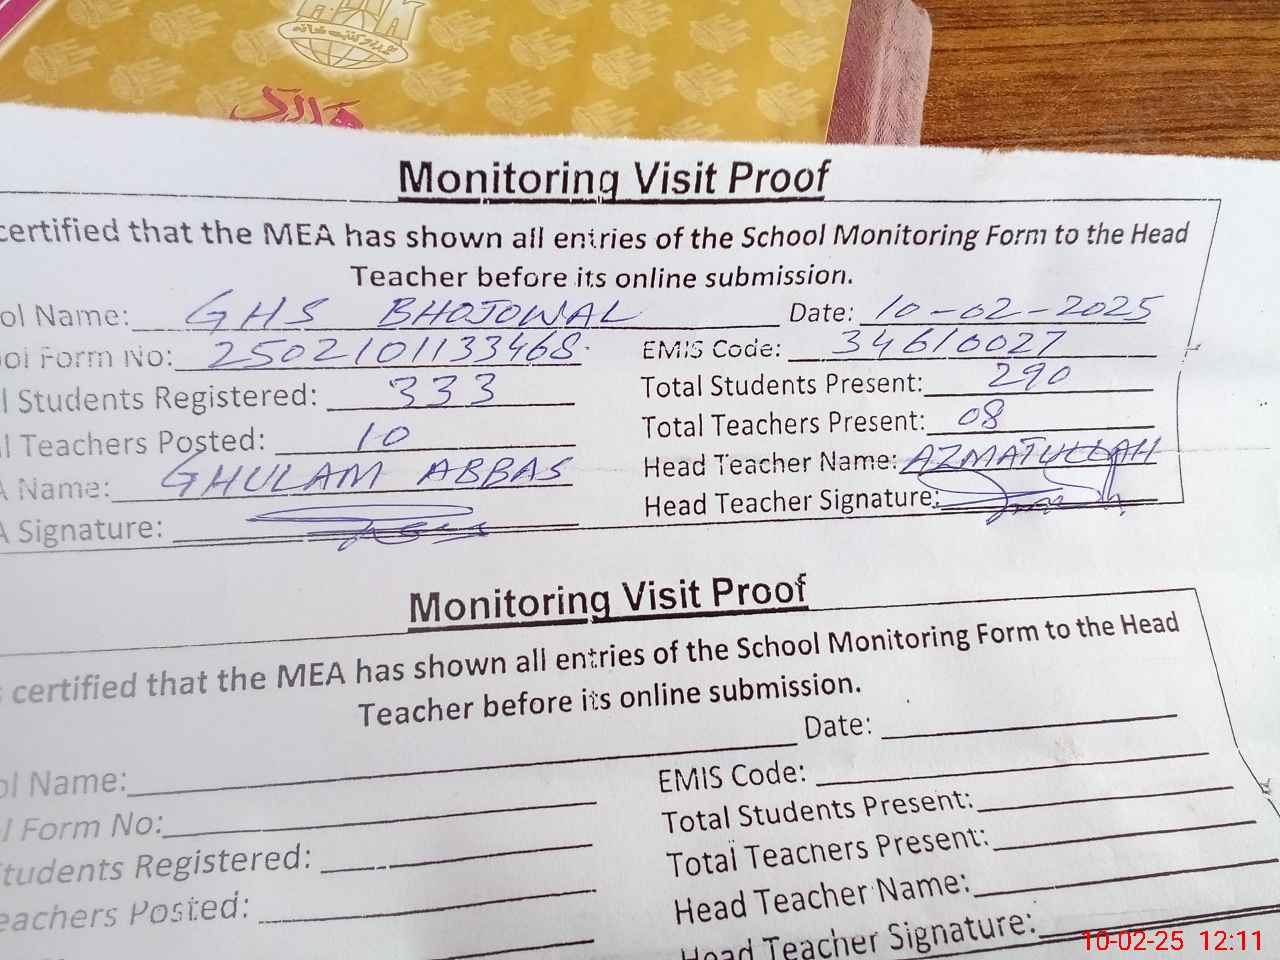 Monitoring Visit Proof
certified that the MEA has shown all entries of the School Monitoring Form to the Head
Teacher before its online submission.
ol Name: GHS BHOJOWAL Date: 10-02-2025
ool Form No: 2502101133468 EMIS Code: 34610027
l Students Registered: 333 Total Students Present: 290
l Teachers Posted: 10 Total Teachers Present: 08
A Name: GHULAM ABBAS Head Teacher Name: AZMATULLAH
A Signature: Head Teacher Signature:
Monitoring Visit Proof
s certified that the MEA has shown all entries of the School Monitoring Form to the Head
Teacher before its online submission.
ol Name: Date:
l Form No: EMIS Code:
tudents Registered: Total Students Present:
eachers Posted: Total Teachers Present:
Head Teacher Name:
Head Teacher Signature:
10-02-25 12:11